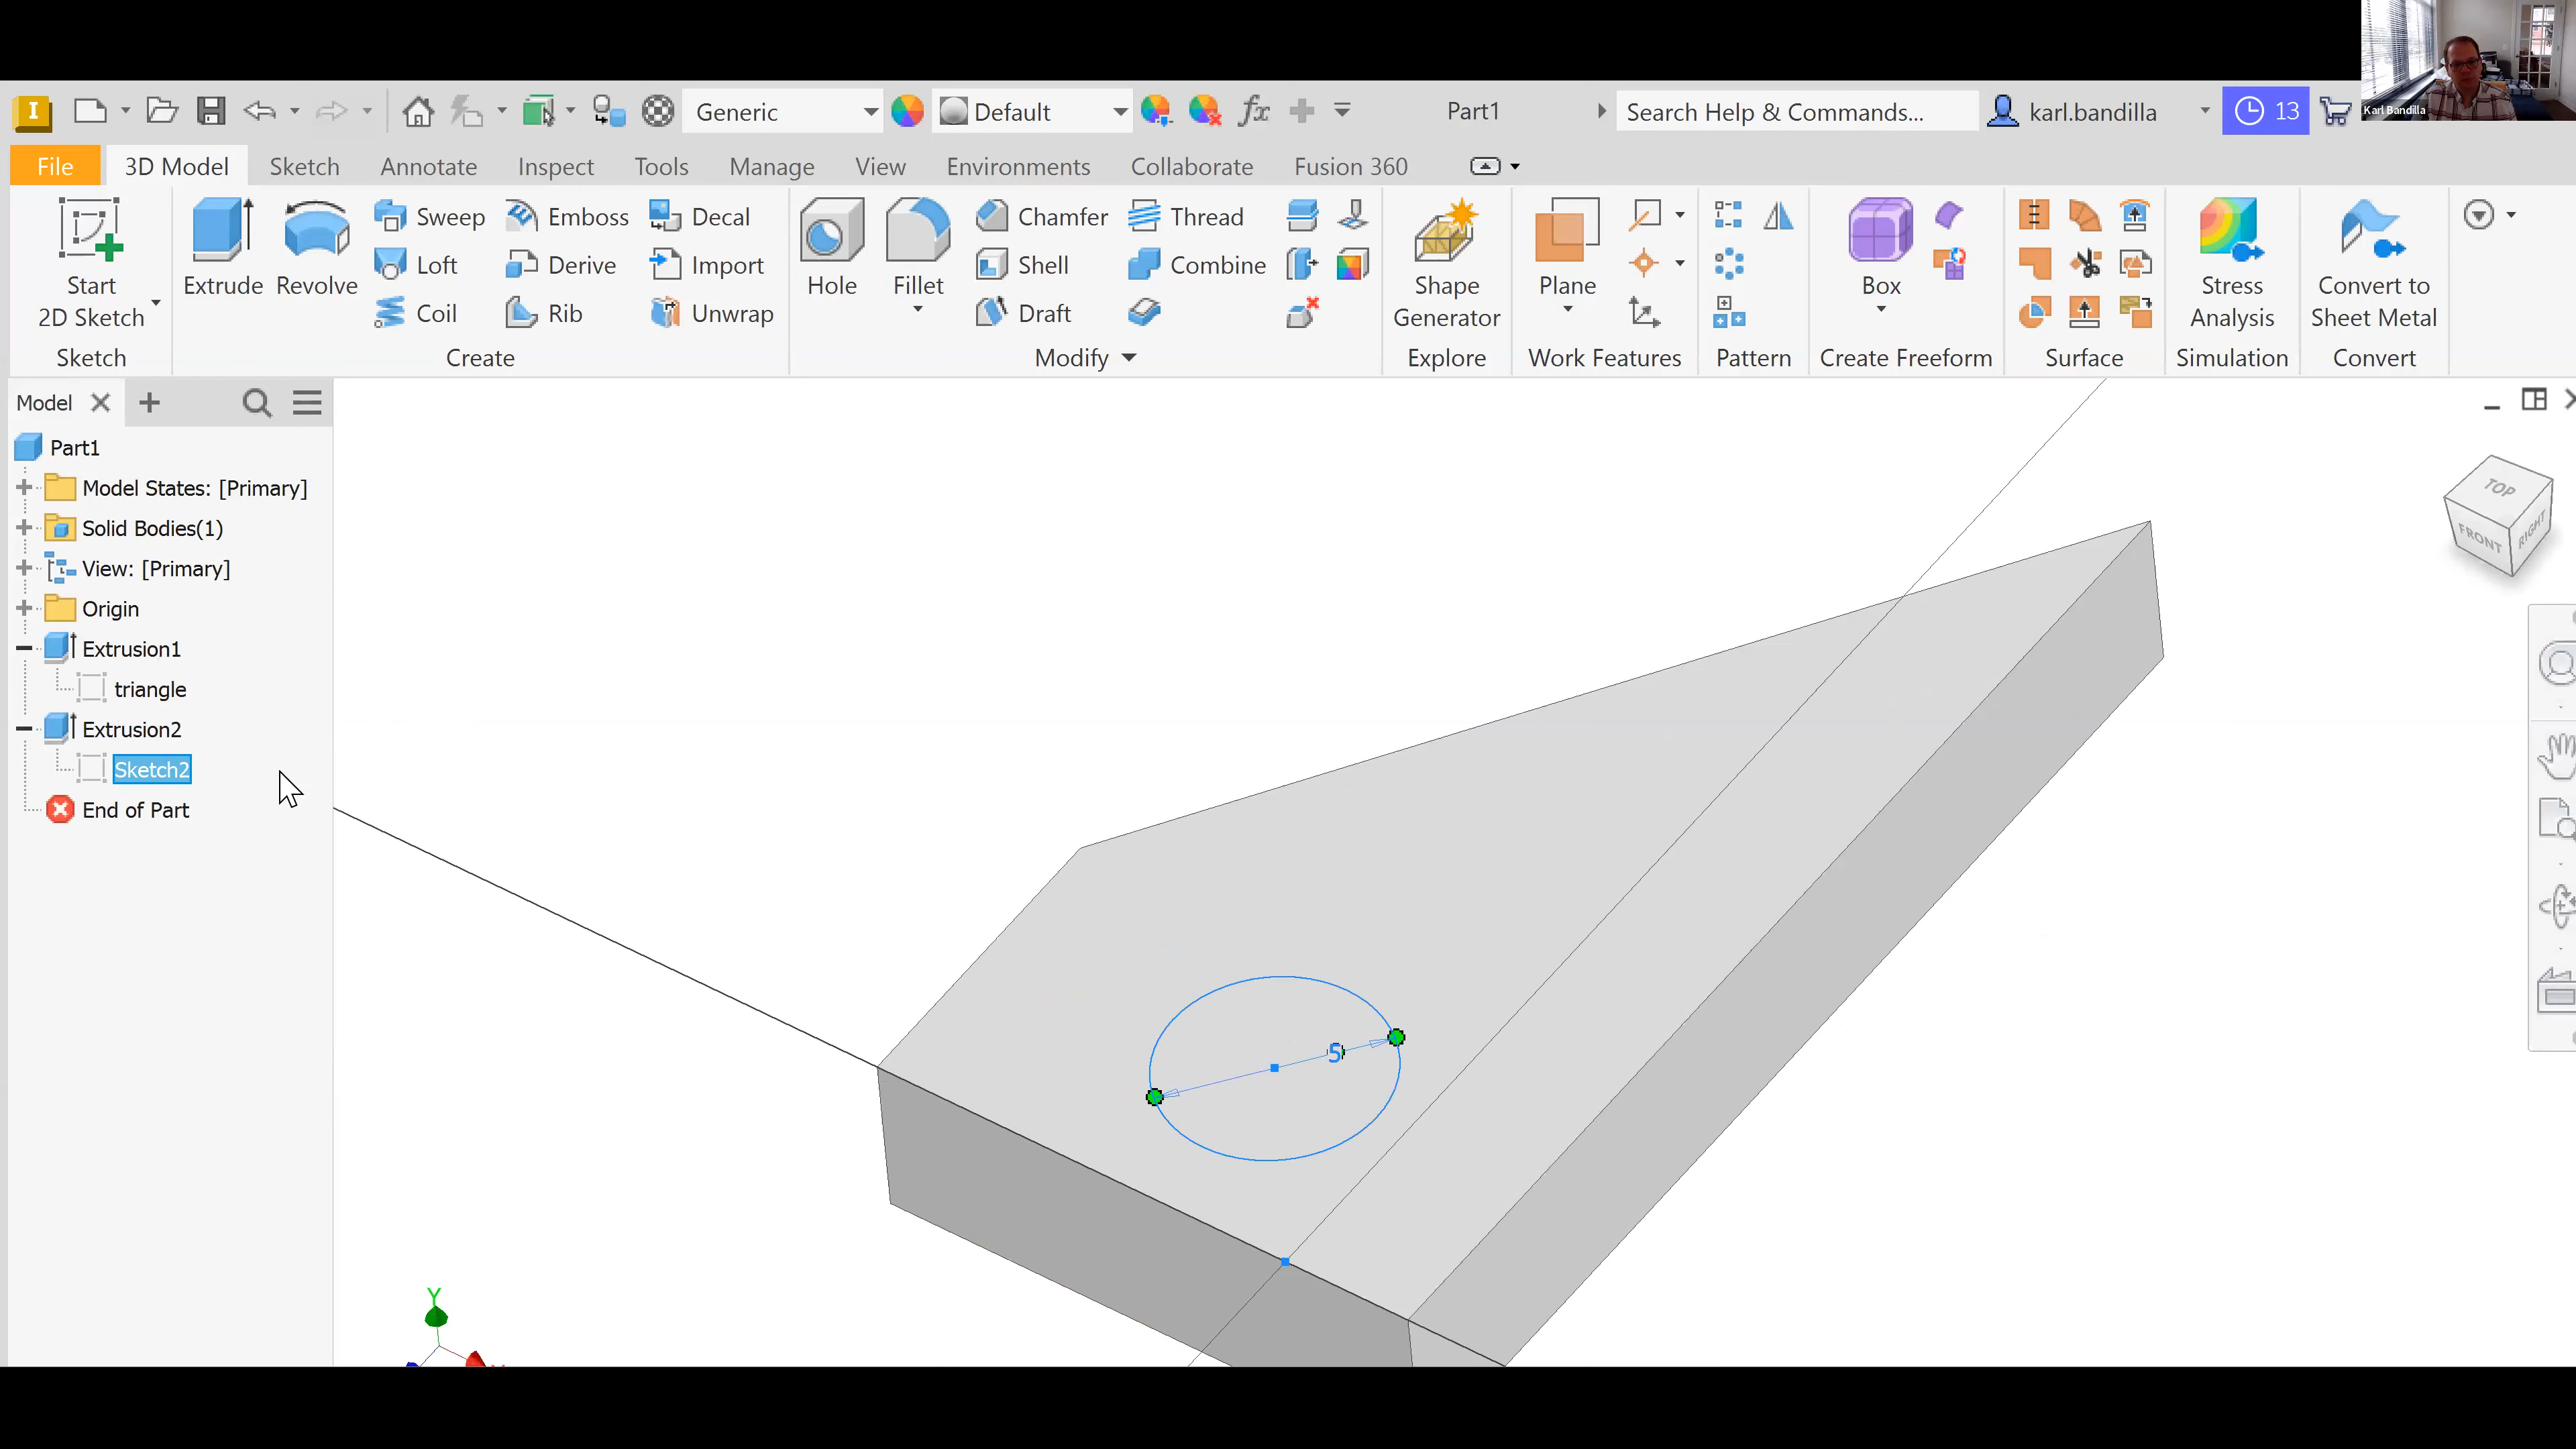 Karl Bandilla
I
Generic
Default
fx
Part1
Search Help & Commands...
karl.bandilla
13
File
3D Model
Sketch
Annotate
Inspect
Tools
Manage
View
Environments
Collaborate
Fusion 360
Start
2D Sketch
Extrude
Revolve
Sweep
Emboss
Decal
Loft
Derive
Import
Coil
Rib
Unwrap
Hole
Fillet
Chamfer
Thread
Shell
Combine
Draft
Shape
Generator
Plane
Box
Stress
Analysis
Convert to
Sheet Metal
Sketch
Create
Modify
Explore
Work Features
Pattern
Create Freeform
Surface
Simulation
Convert
Model
Part1
Model States: [Primary]
Solid Bodies(1)
View: [Primary]
Origin
Extrusion1
triangle
Extrusion2
Sketch2
End of Part
TOP
FRONT
RIGHT
5
Y